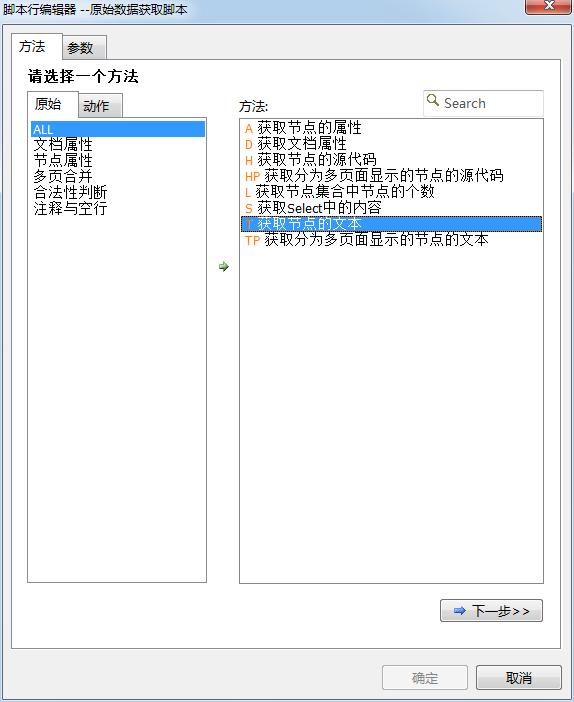 脚本行编辑器 --原始数据获取脚本
方法
参数
请选择一个方法
原始
动作
方法:
Search
ALL
文档属性
节点属性
多页合并
合法性判断
注释与空行
A 获取节点的属性
D 获取文档属性
H 获取节点的源代码
HP 获取分为多页面显示的节点的源代码
L 获取节点集合中节点的个数
S 获取Select中的内容
T 获取节点的文本
TP 获取分为多页面显示的节点的文本
下一步>>
确定
取消